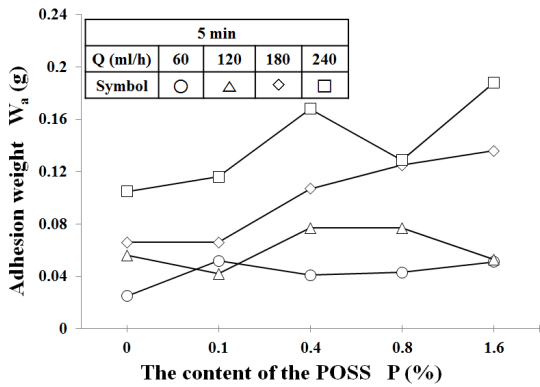 5 min
Q (ml/h) 60 120 180 240
Symbol
0.24
0.2
0.16
0.12
0.08
0.04
0
Adhesion weight Wa (g)
0 0.1 0.4 0.8 1.6
The content of the POSS P (%)